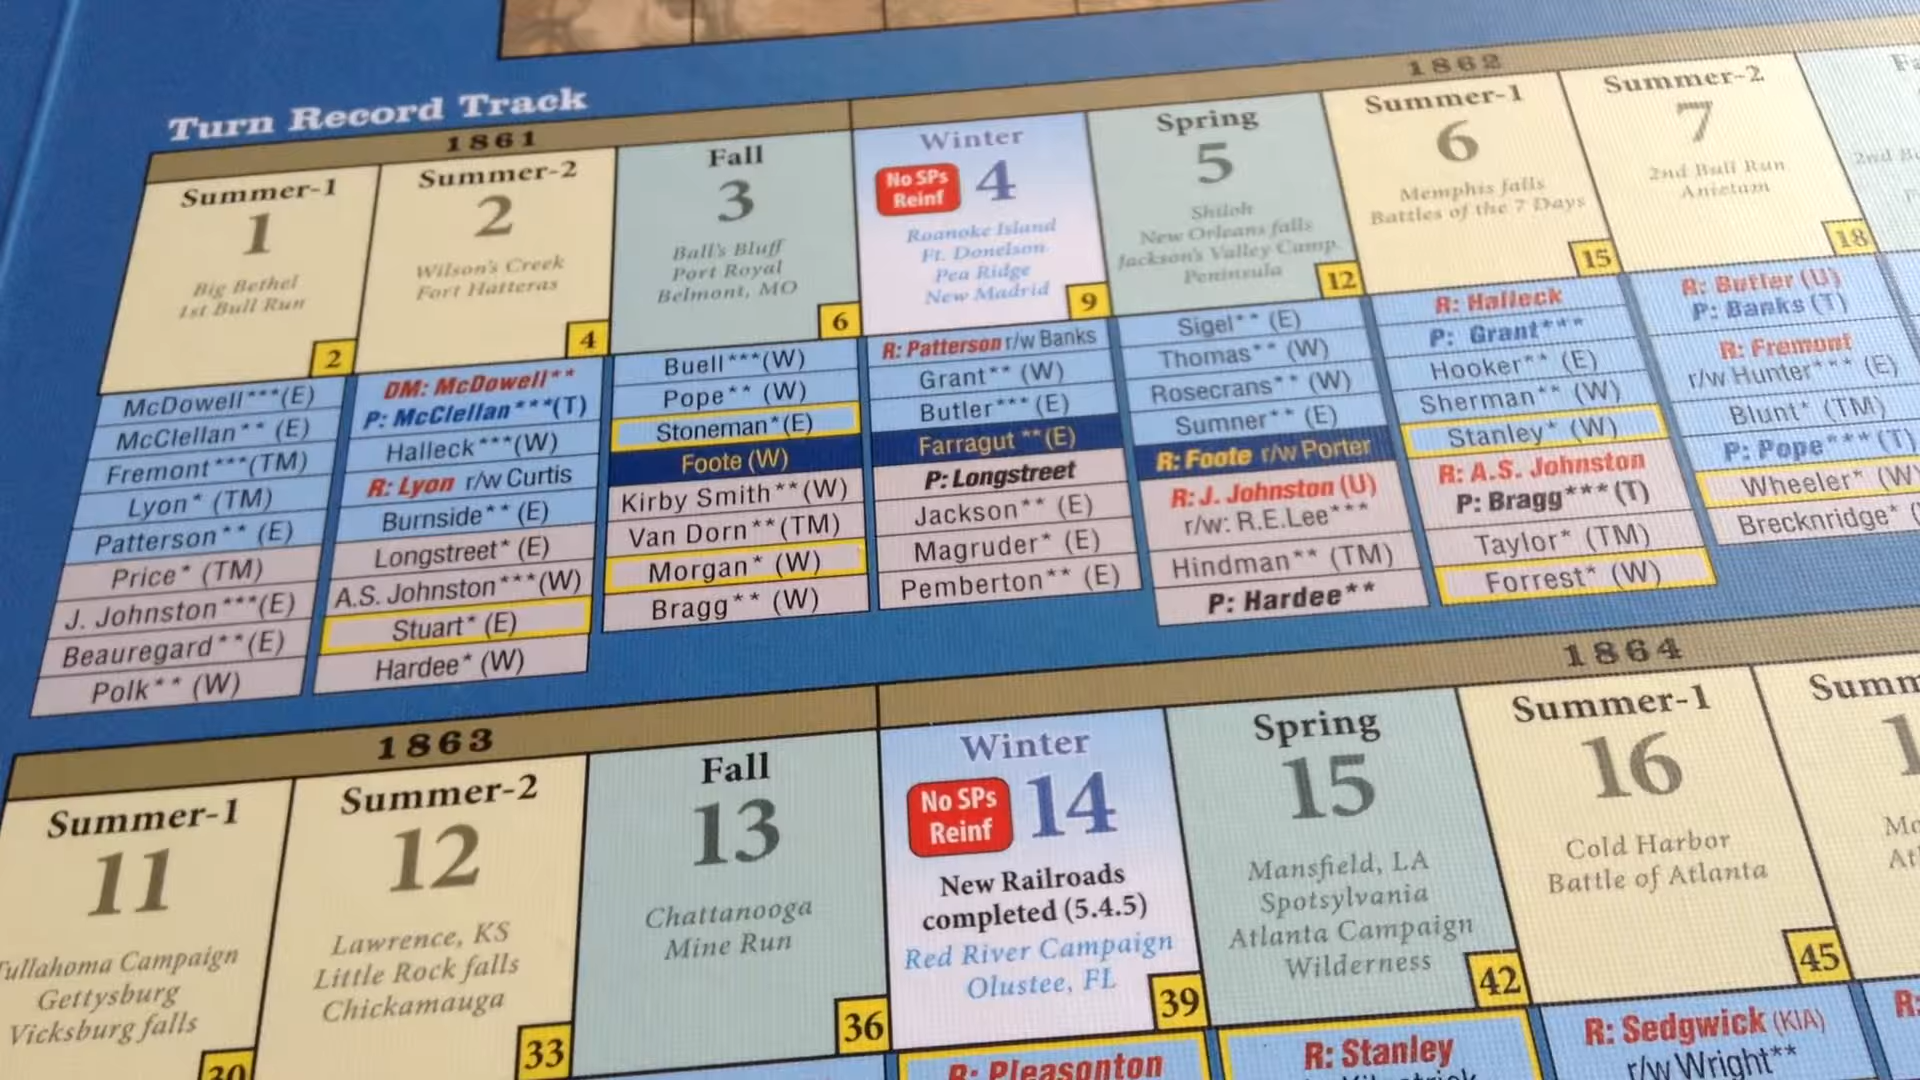 Turn Record Track
1861
1862
Summer-1
1
Big Bethel
1st Bull Run
2
McDowell***(E)
McClellan** (E)
Fremont***(TM)
Lyon* (TM)
Patterson** (E)
Price* (TM)
J. Johnston***(E)
Beauregard**(E)
Polk** (W)
Summer-2
2
Wilson's Creek
Fort Hatteras
4
DM: McDowell**
P: McClellan***(T)
Halleck***(W)
R: Lyon r/w Curtis
Burnside** (E)
Longstreet* (E)
A.S. Johnston***(W)
Stuart* (E)
Hardee* (W)
Fall
3
Ball's Bluff
Port Royal
Belmont, MO
6
Buell***(W)
Pope** (W)
Stoneman*(E)
Foote (W)
Kirby Smith**(W)
Van Dorn**(TM)
Morgan* (W)
Bragg** (W)
Winter
No SPs
Reinf
4
Roanoke Island
Ft. Donelson
Pea Ridge
New Madrid
9
R: Patterson r/w Banks
Grant** (W)
Butler*** (E)
Farragut **(E)
P: Longstreet
Jackson** (E)
Magruder* (E)
Pemberton** (E)
Spring
5
Shiloh
New Orleans falls
Jackson's Valley Camp.
Peninsula
12
Sigel** (E)
Thomas** (W)
Rosecrans** (W)
Sumner** (E)
R: Foote r/w Porter
R: J. Johnston (U)
r/w: R.E.Lee***
Hindman** (TM)
P: Hardee**
Summer-1
6
Memphis falls
Battles of the 7 Days
15
R: Halleck
P: Grant***
Hooker** (E)
Sherman** (W)
Stanley* (W)
R: A.S. Johnston
P: Bragg***(T)
Taylor* (TM)
Forrest* (W)
Summer-2
7
2nd Bull Run
Anietam
18
R: Butler (U)
P: Banks (T)
R: Fremont
r/w Hunter*** (E)
Blunt* (TM)
P: Pope***(T)
Wheeler* (W)
Brecknridge*
2nd
1863
1864
Summer-1
11
Tullahoma Campaign
Gettysburg
Vicksburg falls
30
Summer-2
12
Lawrence, KS
Little Rock falls
Chickamauga
33
Fall
13
Chattanooga
Mine Run
36
Winter
No SPs
Reinf
14
New Railroads
completed (5.4.5)
Red River Campaign
Olustee, FL
39
R: Pleasonton
Spring
15
Mansfield, LA
Spotsylvania
Atlanta Campaign
Wilderness
42
R: Stanley
Summer-1
16
Cold Harbor
Battle of Atlanta
45
R: Sedgwick (KIA)
r/w Wright**
Summ
1
R: